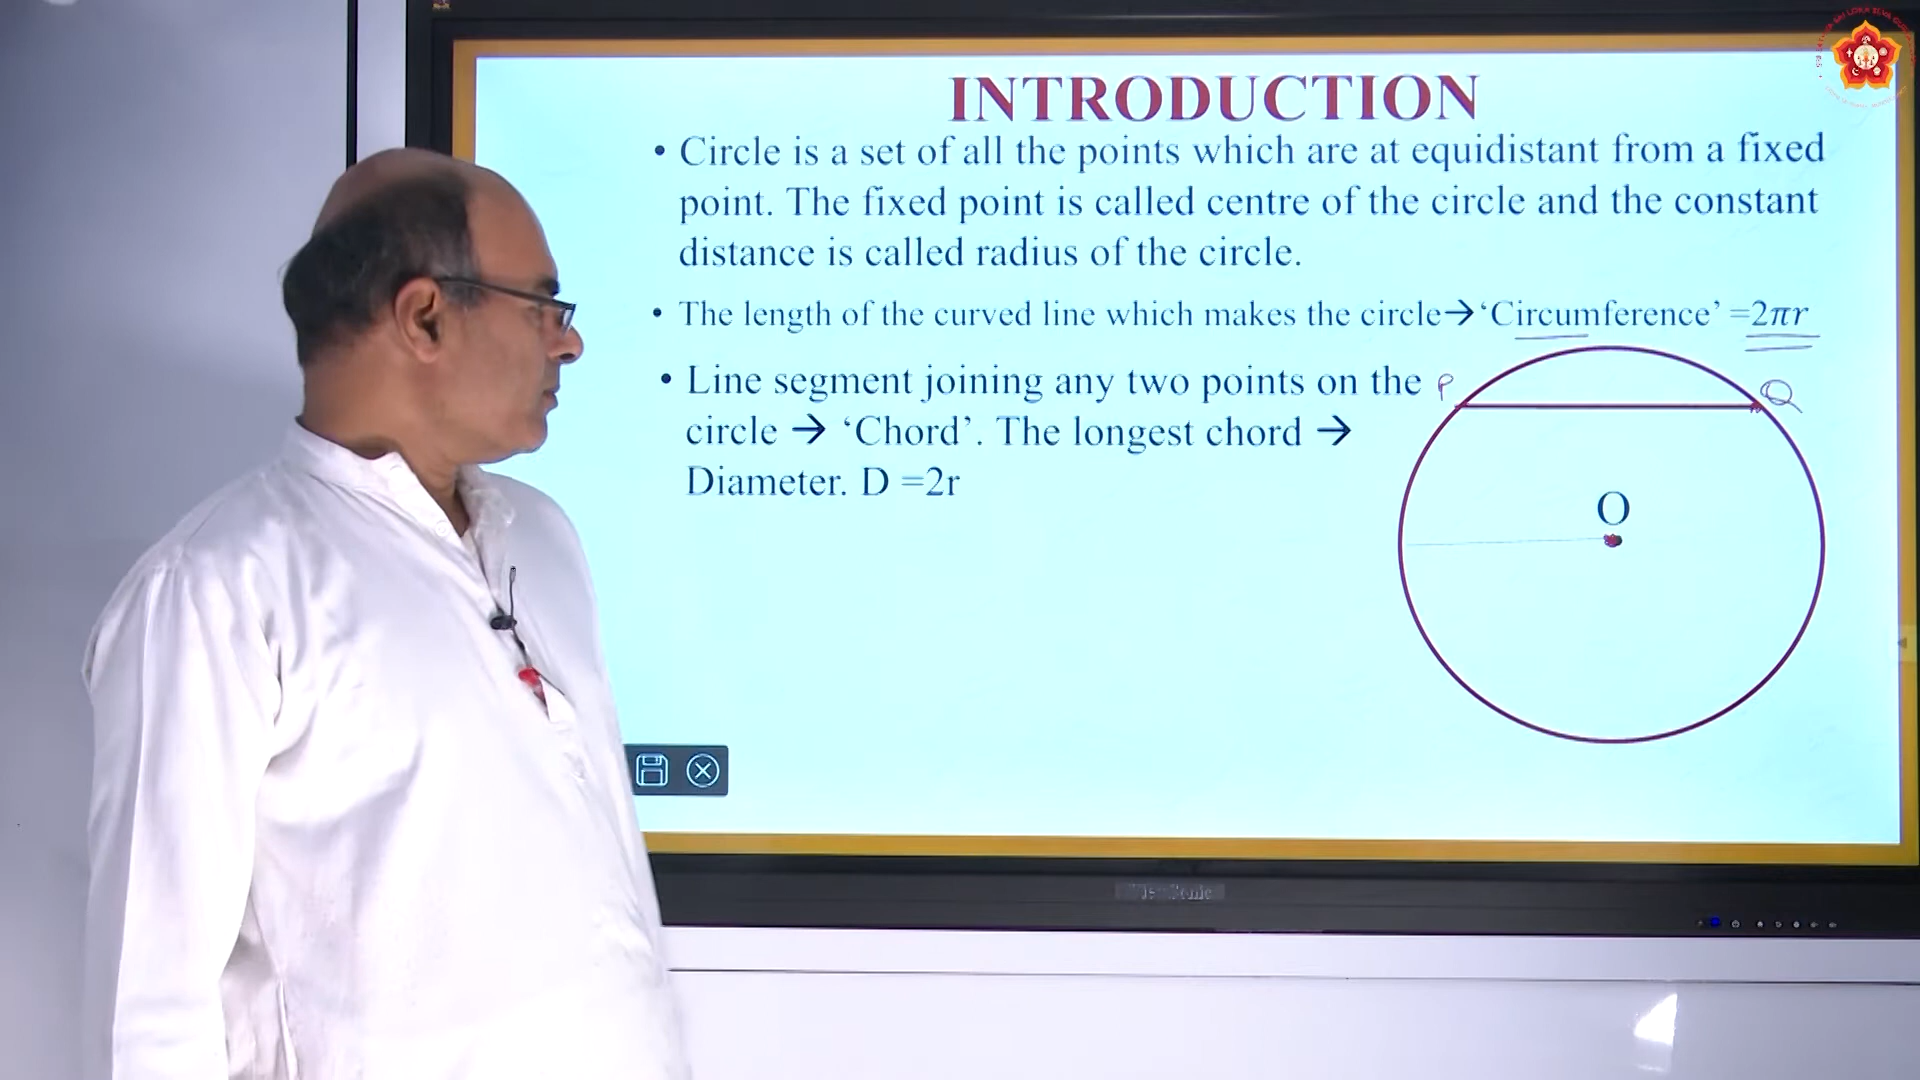 INTRODUCTION
• Circle is a set of all the points which are at equidistant from a fixed
point. The fixed point is called centre of the circle and the constant
distance is called radius of the circle.
• The length of the curved line which makes the circle→‘Circumference’ =2πr
• Line segment joining any two points on the
circle → ‘Chord’. The longest chord →
Diameter. D =2r
P
Q
O